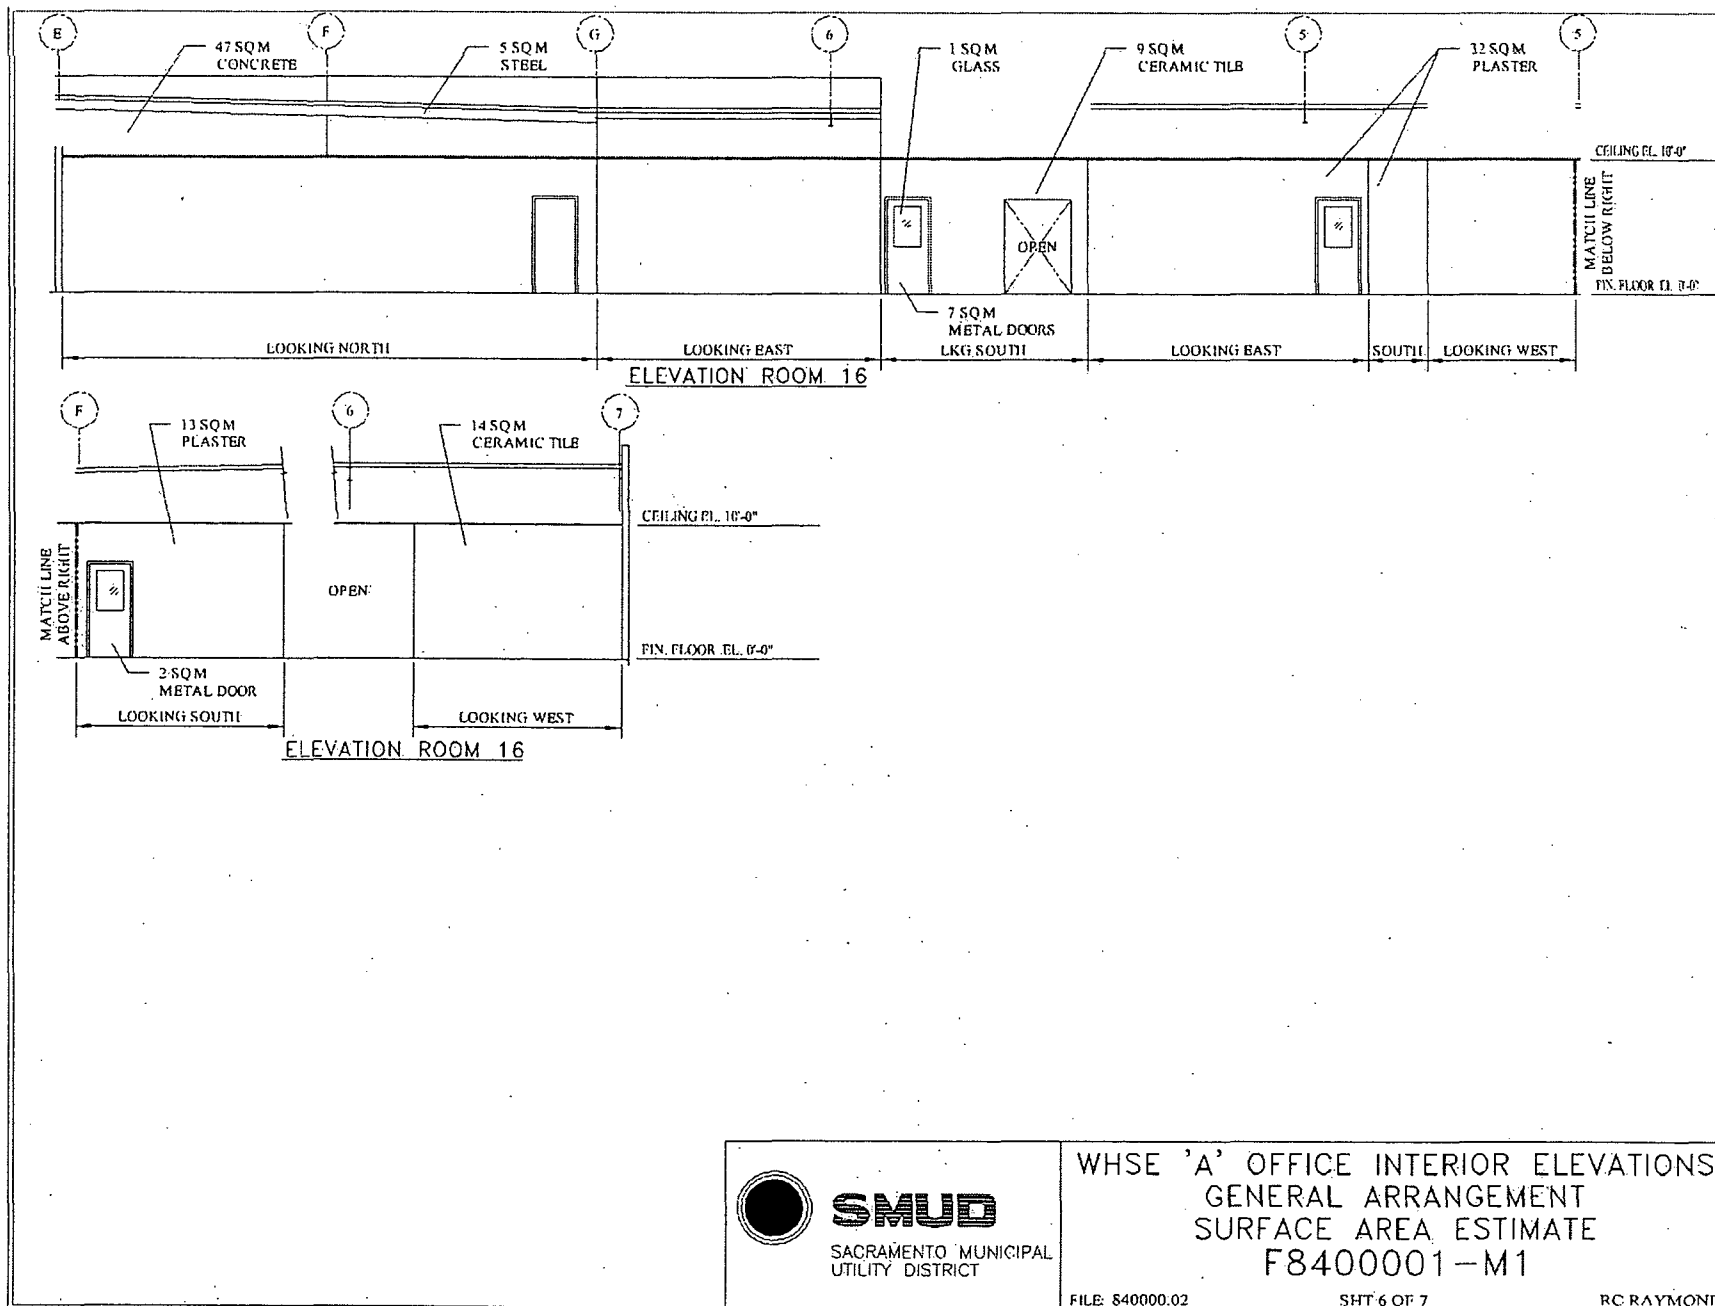 E
F
G
6
5
5
47 SQ M
CONCRETE
5 SQ M
STEEL
1 SQ M
GLASS
9 SQ M
CERAMIC TILE
32 SQ M
PLASTER
CEILING EL. 10'-0"
MATCH LINE
BELOW RIGHT
OPEN
FIN. FLOOR EL. 0'-0"
7 SQ M
METAL DOORS
LOOKING NORTH
LOOKING EAST
LKG SOUTH
LOOKING EAST
SOUTH
LOOKING WEST
ELEVATION ROOM 16
F
6
7
13 SQ M
PLASTER
14 SQ M
CERAMIC TILE
CEILING EL. 10'-0"
MATCH LINE
ABOVE RIGHT
OPEN
FIN. FLOOR EL. 0'-0"
2 SQ M
METAL DOOR
LOOKING SOUTH
LOOKING WEST
ELEVATION ROOM 16
SMUD
SACRAMENTO MUNICIPAL
UTILITY DISTRICT
WHSE 'A' OFFICE INTERIOR ELEVATIONS
GENERAL ARRANGEMENT
SURFACE AREA ESTIMATE
F8400001-M1
FILE: 840000.02
SHT 6 OF 7
RC RAYMOND